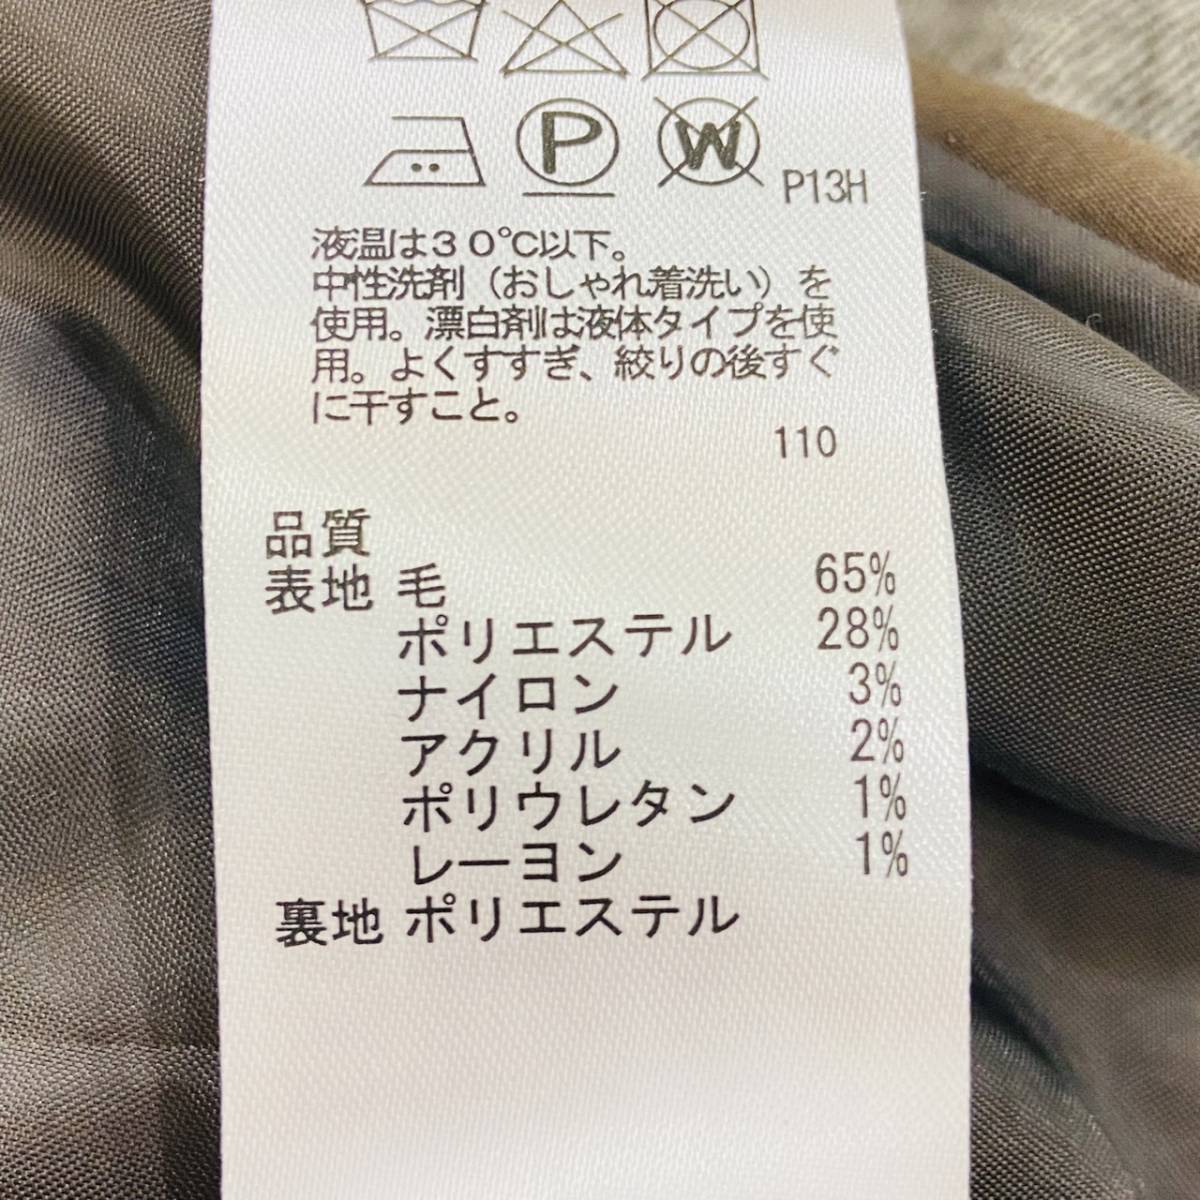 P
W
P13H
液温は30℃以下。
中性洗剤（おしゃれ着洗い）を
使用。漂白剤は液体タイプを使
用。よくすすぎ、絞りの後すぐ
に干すこと。
110
品質
表地 毛 65%
ポリエステル 28%
ナイロン 3%
アクリル 2%
ポリウレタン 1%
レーヨン 1%
裏地 ポリエステル